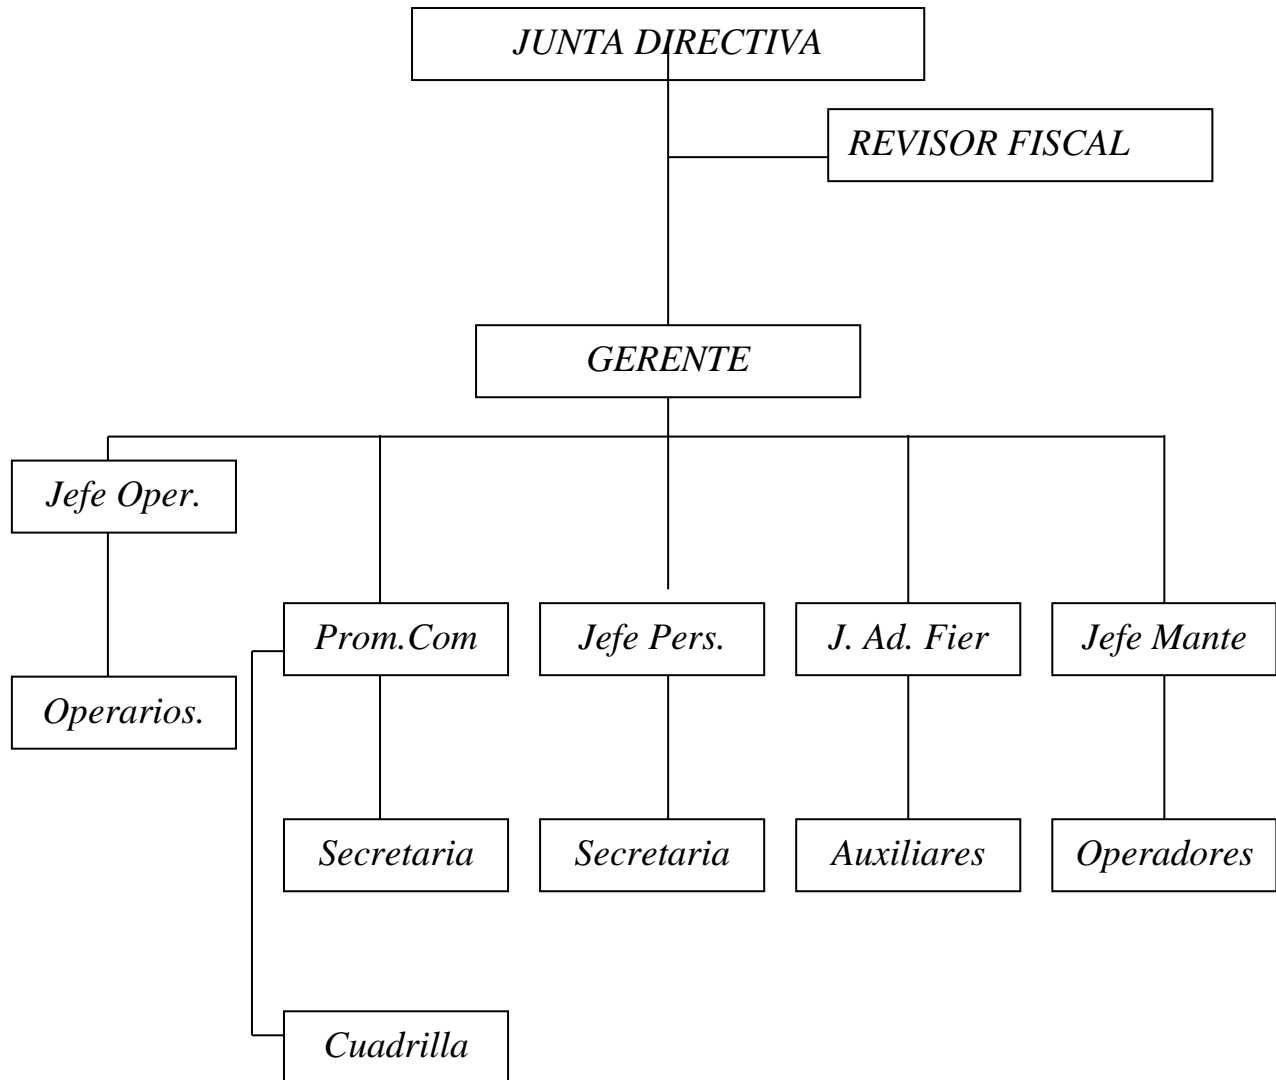 JUNTA DIRECTIVA
REVISOR FISCAL
GERENTE
Jefe Oper.
Prom.Com
Jefe Pers.
J. Ad. Fier
Jefe Mante
Operarios.
Secretaria
Secretaria
Auxiliares
Operadores
Cuadrilla